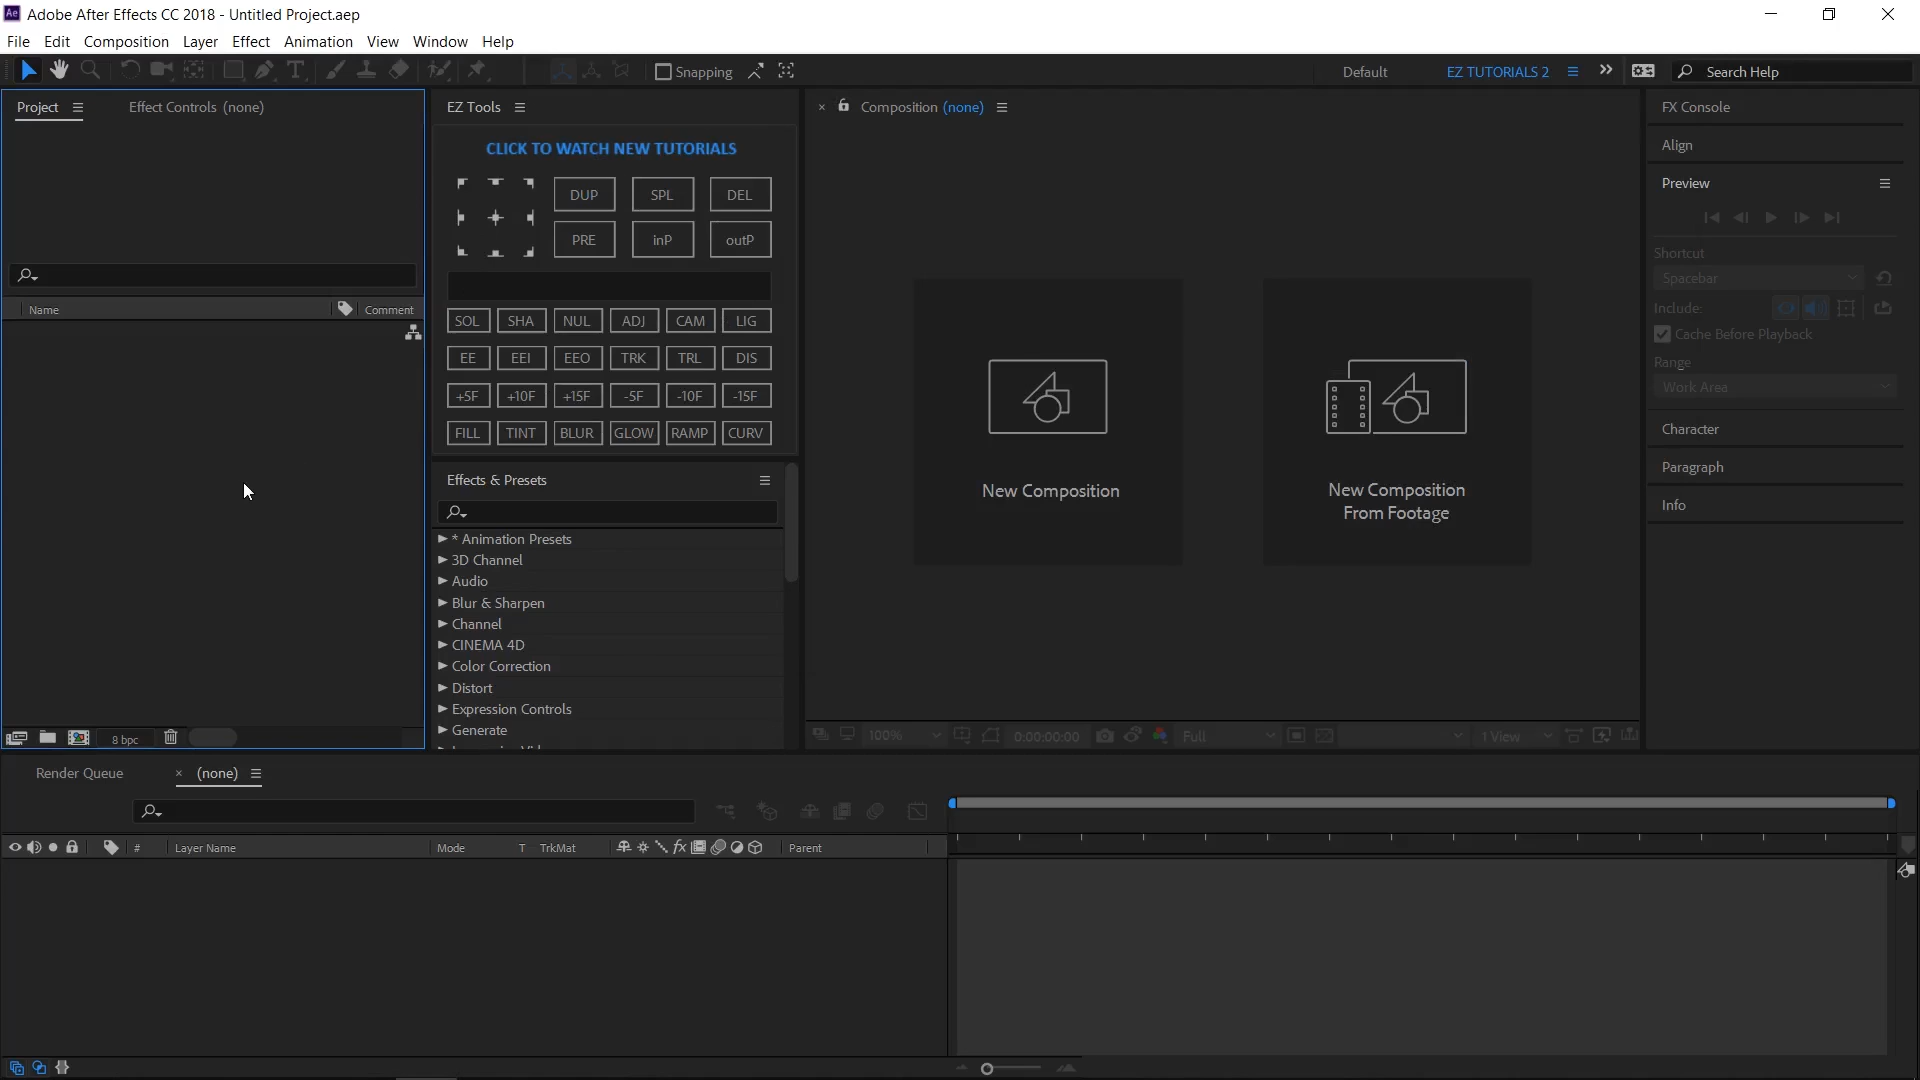 Adobe After Effects CC 2018 - Untitled Project.aep
File Edit Composition Layer Effect Animation View Window Help
Snapping
Default
EZ TUTORIALS 2
Search Help
Project
Effect Controls (none)
Name
Comment
8 bpc
EZ Tools
CLICK TO WATCH NEW TUTORIALS
DUP SPL DEL
PRE inP outP
SOL SHA NUL ADJ CAM LIG
EE EEI EEO TRK TRL DIS
+5F +10F +15F -5F -10F -15F
FILL TINT BLUR GLOW RAMP CURV
Effects & Presets
* Animation Presets
3D Channel
Audio
Blur & Sharpen
Channel
CINEMA 4D
Color Correction
Distort
Expression Controls
Generate
Composition (none)
New Composition
New Composition
From Footage
100%
0:00:00:00
Full
1 View
FX Console
Align
Preview
Shortcut
Spacebar
Include:
Cache Before Playback
Range
Work Area
Character
Paragraph
Info
Render Queue
(none)
# Layer Name Mode T TrkMat fx Parent